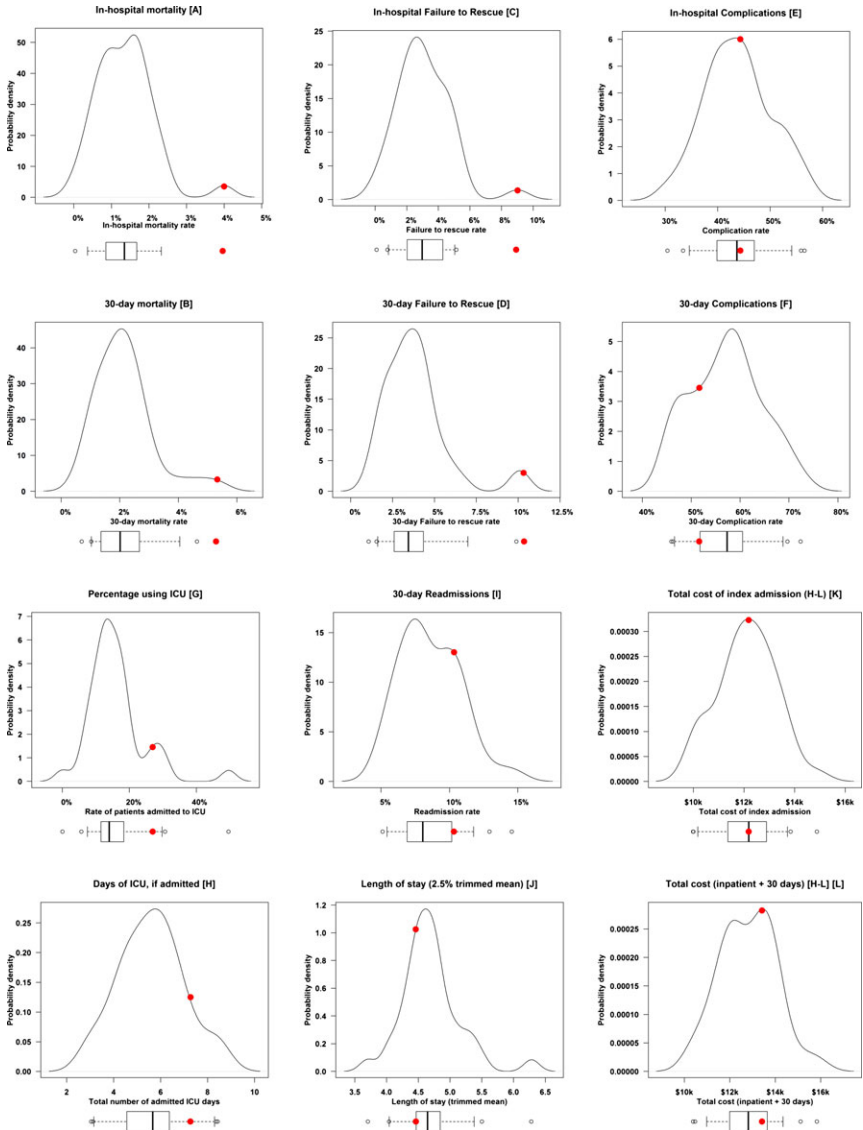 In-hospital mortality [A]
Probability density
50
40
30
20
10
0
0%
1%
2%
3%
4%
5%
In-hospital mortality rate
In-hospital Failure to Rescue [C]
Probability density
25
20
15
10
5
0
0%
2%
4%
6%
8%
10%
Failure to rescue rate
In-hospital Complications [E]
Probability density
6
5
4
3
2
1
0
30%
40%
50%
60%
Complication rate
30-day mortality [B]
Probability density
40
30
20
10
0
0%
2%
4%
6%
30-day mortality rate
30-day Failure to Rescue [D]
Probability density
25
20
15
10
5
0
0%
2.5%
5%
7.5%
10%
12.5%
30-day Failure to rescue rate
30-day Complications [F]
Probability density
5
4
3
2
1
0
40%
50%
60%
70%
80%
30-day Complication rate
Percentage using ICU [G]
Probability density
7
6
5
4
3
2
1
0
0%
20%
40%
Rate of patients admitted to ICU
30-day Readmissions [I]
Probability density
15
10
5
0
5%
10%
15%
Readmission rate
Total cost of index admission (H-L) [K]
Probability density
0.00030
0.00025
0.00020
0.00015
0.00010
0.00005
0.00000
$10k
$12k
$14k
$16k
Total cost of index admission
Days of ICU, if admitted [H]
Probability density
0.25
0.20
0.15
0.10
0.05
0.00
2
4
6
8
10
Total number of admitted ICU days
Length of stay (2.5% trimmed mean) [J]
Probability density
1.2
1.0
0.8
0.6
0.4
0.2
0.0
3.5
4.0
4.5
5.0
5.5
6.0
6.5
Length of stay (trimmed mean)
Total cost (inpatient + 30 days) [H-L] [L]
Probability density
0.00025
0.00020
0.00015
0.00010
0.00005
0.00000
$10k
$12k
$14k
$16k
Total cost (inpatient + 30 days)